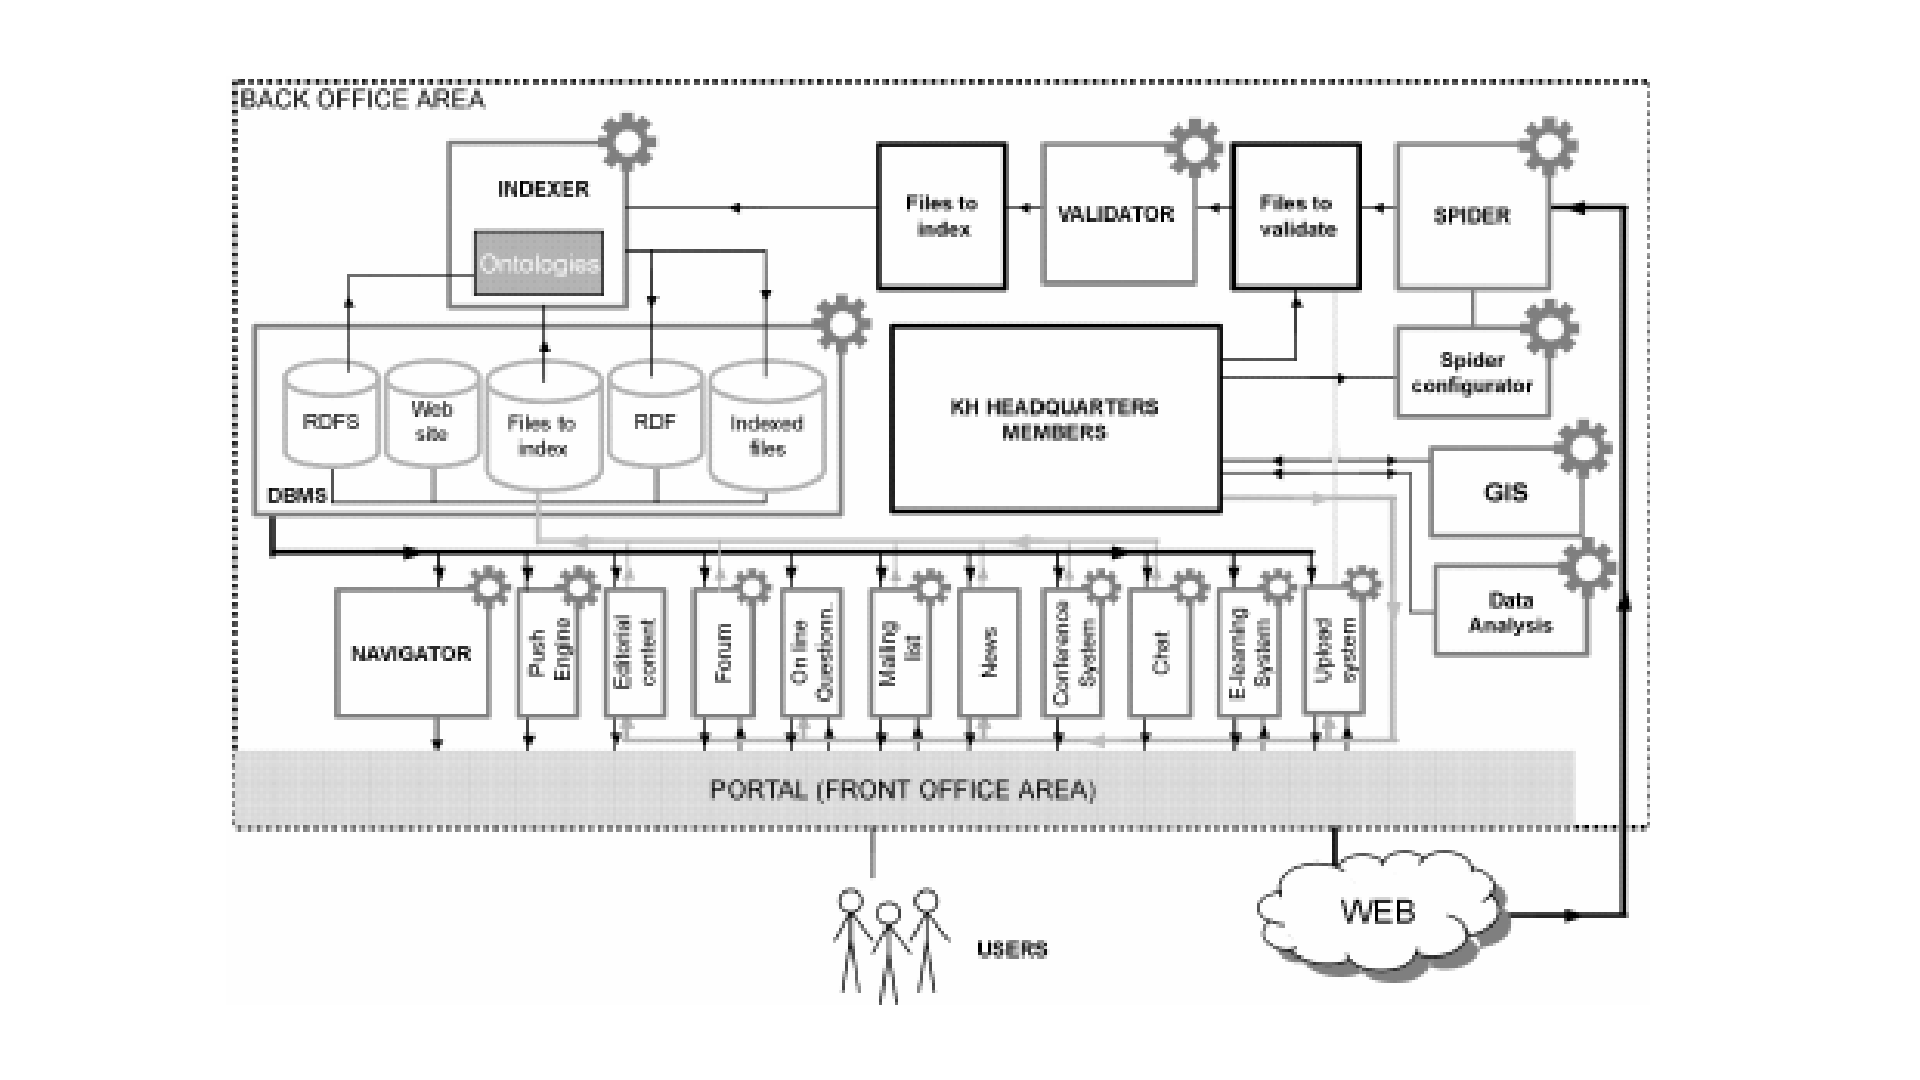 BACK OFFICE AREA
INDEXER
Ontologies
Files to
index
VALIDATOR
Files to
validate
SPIDER
RDFS
Web
site
Files to
index
RDF
Indexed
files
DBMS
KH HEADQUARTERS
MEMBERS
Spider
configurator
GIS
Data
Analysis
NAVIGATOR
Push
Engine
Editorial
content
Forum
On line
Questionn.
Mailing
list
News
Conference
System
Chat
E-learning
System
Upload
system
PORTAL (FRONT OFFICE AREA)
USERS
WEB